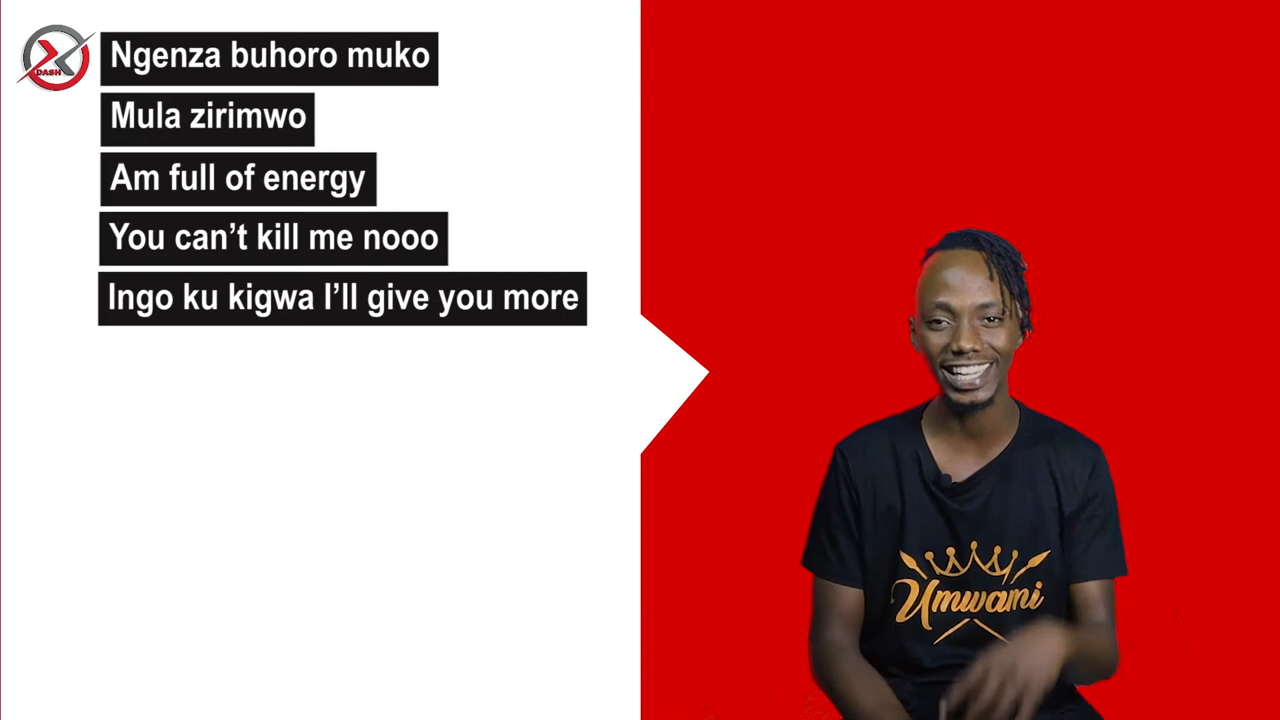 DASH
Ngenza buhoro muko
Mula zirimwo
Am full of energy
You can't kill me nooo
Ingo ku kigwa I'll give you more
Umwami